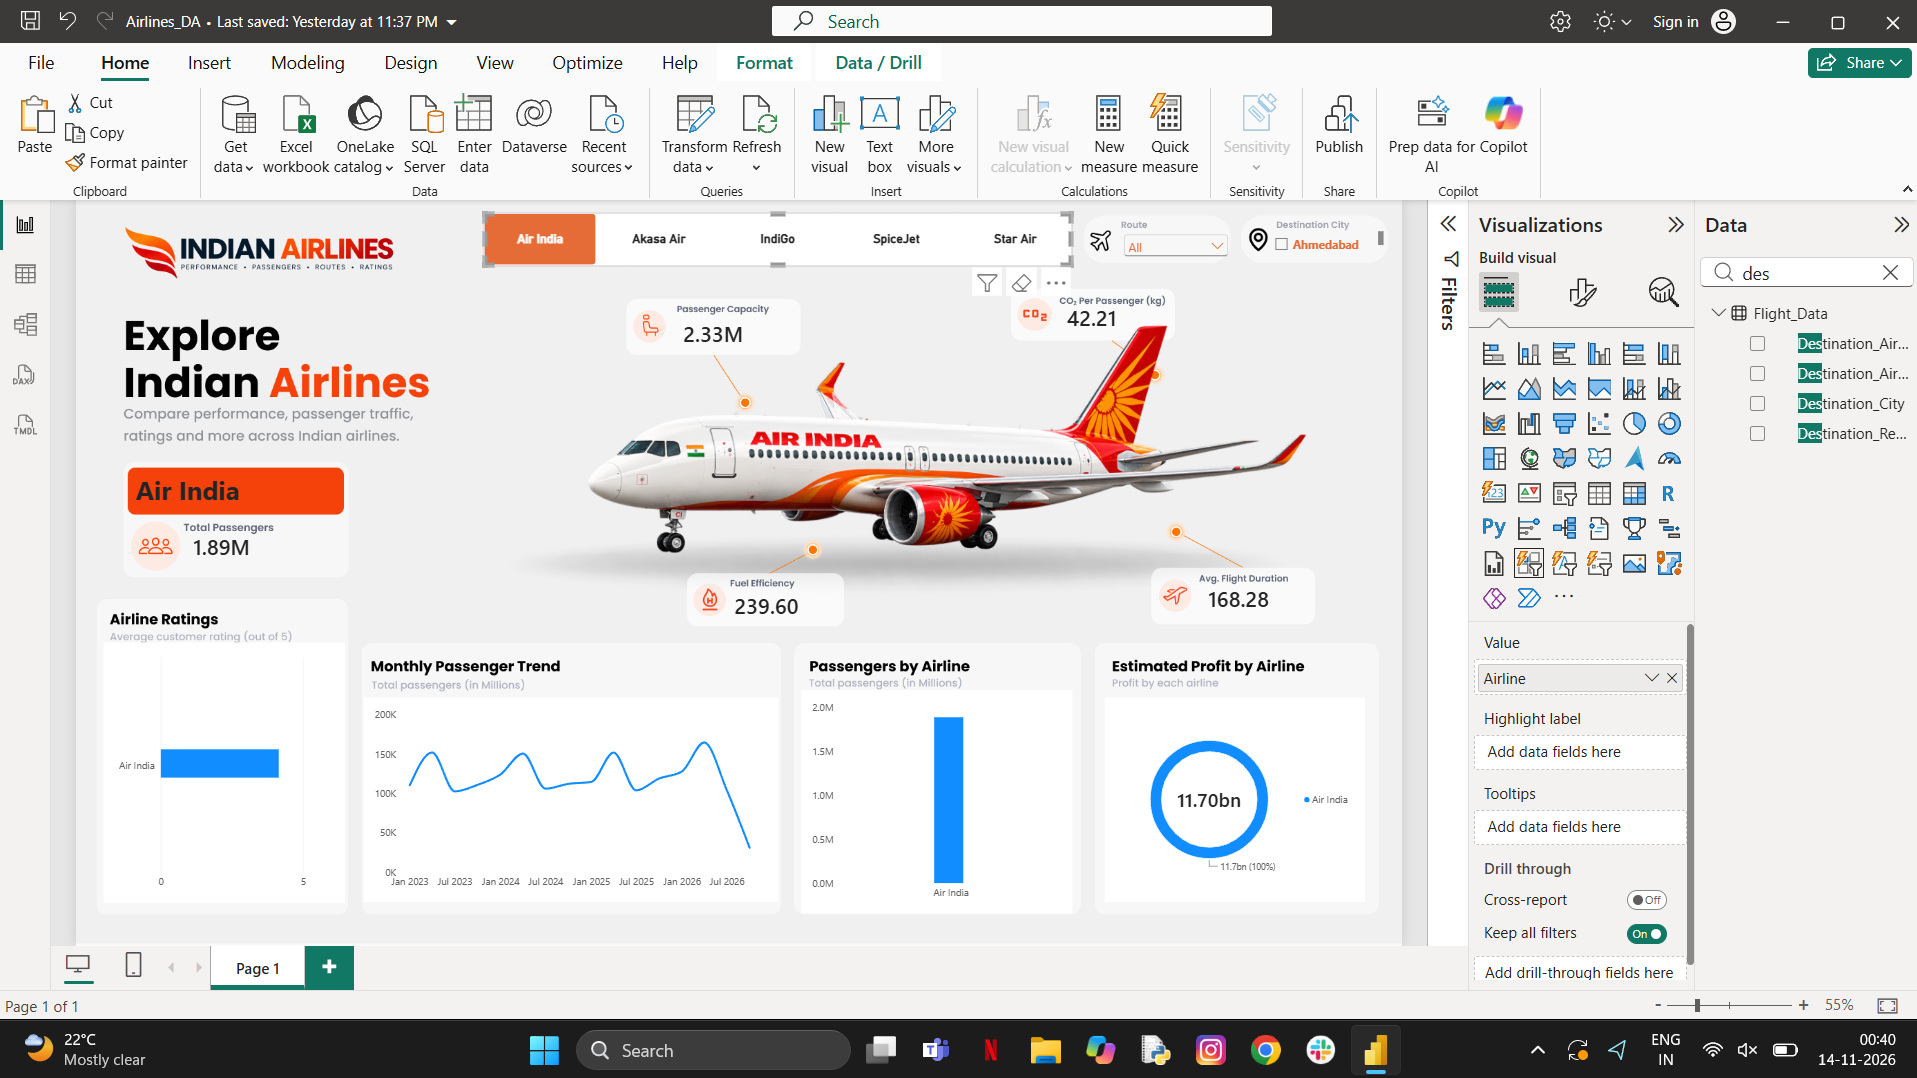 Airlines_DA • Last saved: Yesterday at 11:37 PM
Search
Sign in
File
Home
Insert
Modeling
Design
View
Optimize
Help
Format
Data / Drill
Share
Paste
Cut
Copy
Format painter
Clipboard
Get data
Excel workbook
OneLake catalog
SQL Server
Enter data
Dataverse
Recent sources
Data
Transform data
Refresh
Queries
New visual
Text box
More visuals
Insert
New visual calculation
New measure
Quick measure
Calculations
Sensitivity
Sensitivity
Publish
Share
Prep data for AI
Copilot
Copilot
INDIAN AIRLINES
PERFORMANCE • PASSENGERS • ROUTES • RATINGS
Air India
Akasa Air
IndiGo
SpiceJet
Star Air
Route
All
Destination City
Ahmedabad
Explore
Indian Airlines
Compare performance, passenger traffic,
ratings and more across Indian airlines.
Passenger Capacity
2.33M
CO₂
CO₂ Per Passenger (kg)
42.21
AIR INDIA
Air India
Total Passengers
1.89M
Fuel Efficiency
239.60
Avg. Flight Duration
168.28
Airline Ratings
Average customer rating (out of 5)
Air India
0
5
Monthly Passenger Trend
Total passengers (in Millions)
200K
150K
100K
50K
0K
Jan 2023
Jul 2023
Jan 2024
Jul 2024
Jan 2025
Jul 2025
Jan 2026
Jul 2026
Passengers by Airline
Total passengers (in Millions)
2.0M
1.5M
1.0M
0.5M
0.0M
Air India
Estimated Profit by Airline
Profit by each airline
11.70bn
Air India
11.7bn (100%)
Filters
Visualizations
Build visual
123
R
Py
Value
Airline
Highlight label
Add data fields here
Tooltips
Add data fields here
Drill through
Cross-report
Off
Keep all filters
On
Add drill-through fields here
Data
des
Flight_Data
Destination_Air...
Destination_Air...
Destination_City
Destination_Re...
DAX
TMDL
Page 1
Page 1 of 1
55%
22°C
Mostly clear
Search
ENG
IN
00:40
14-11-2026